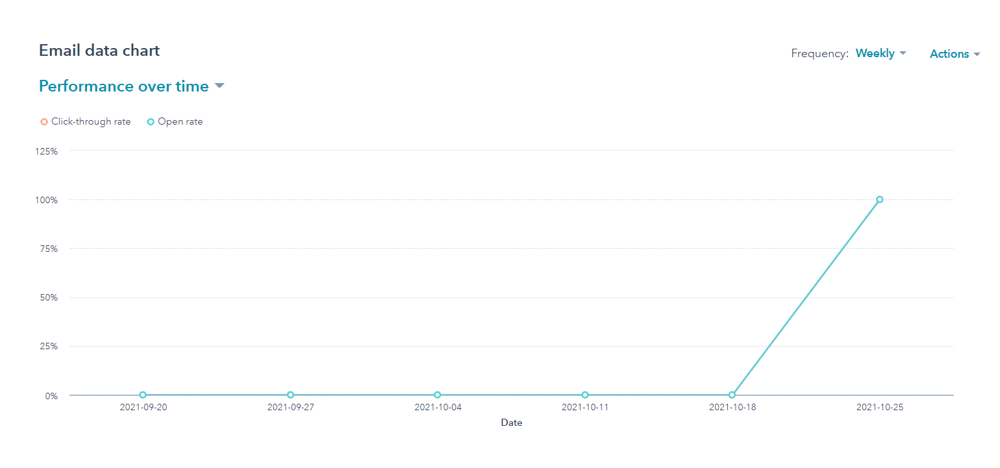 Email data chart
Frequency: Weekly
Actions
Performance over time
Click-through rate
Open rate
125%
100%
75%
50%
25%
0%
2021-09-20
2021-09-27
2021-10-04
2021-10-11
2021-10-18
2021-10-25
Date